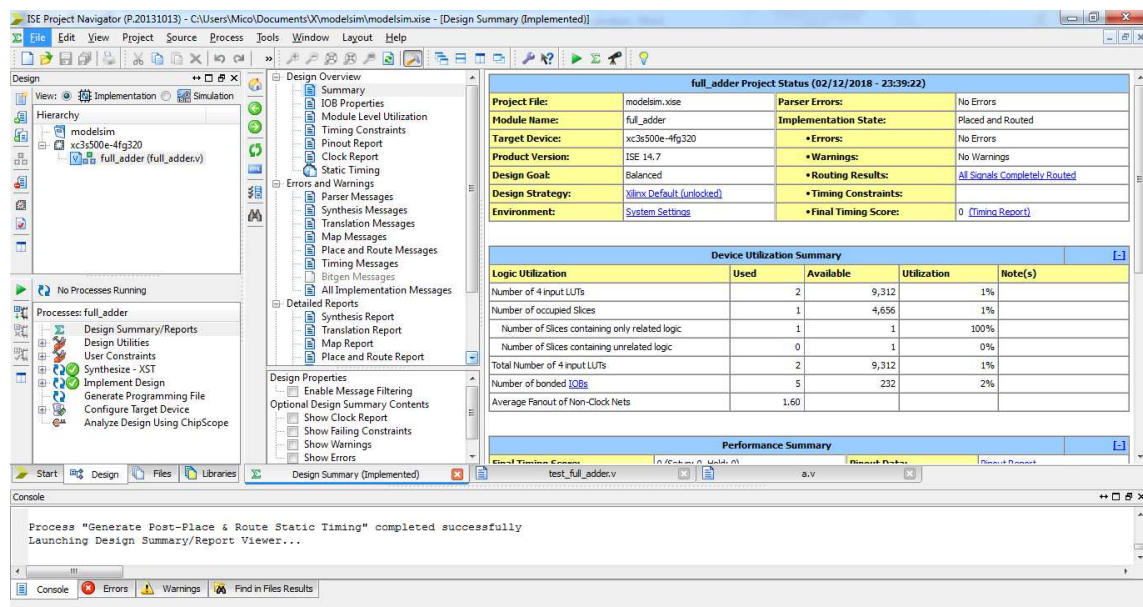 ISE Project Navigator (P.20131013) - C:\Users\Mico\Documents\X\modelsim\modelsim.xise - [Design Summary (Implemented)]
File Edit View Project Source Process Tools Window Layout Help
Design
View: Implementation Simulation
Hierarchy
modelsim
xc3s500e-4fg320
full_adder (full_adder.v)
No Processes Running
Processes: full_adder
Design Summary/Reports
Design Utilities
User Constraints
Synthesize - XST
Implement Design
Generate Programming File
Configure Target Device
Analyze Design Using ChipScope
Start Design Files Libraries
Design Overview
Summary
IOB Properties
Module Level Utilization
Timing Constraints
Pinout Report
Clock Report
Static Timing
Errors and Warnings
Parser Messages
Synthesis Messages
Translation Messages
Map Messages
Place and Route Messages
Timing Messages
Bitgen Messages
All Implementation Messages
Detailed Reports
Synthesis Report
Translation Report
Map Report
Place and Route Report
Design Properties
Enable Message Filtering
Optional Design Summary Contents
Show Clock Report
Show Failing Constraints
Show Warnings
Show Errors
full_adder Project Status (02/12/2018 - 23:39:22)
Project File: modelsim.xise Parser Errors: No Errors
Module Name: full_adder Implementation State: Placed and Routed
Target Device: xc3s500e-4fg320 •Errors: No Errors
Product Version: ISE 14.7 •Warnings: No Warnings
Design Goal: Balanced •Routing Results: All Signals Completely Routed
Design Strategy: Xilinx Default (unlocked) •Timing Constraints:
Environment: System Settings •Final Timing Score: 0 (Timing Report)
Device Utilization Summary [-]
Logic Utilization Used Available Utilization Note(s)
Number of 4 input LUTs 2 9,312 1%
Number of occupied Slices 1 4,656 1%
Number of Slices containing only related logic 1 1 100%
Number of Slices containing unrelated logic 0 1 0%
Total Number of 4 input LUTs 2 9,312 1%
Number of bonded IOBs 5 232 2%
Average Fanout of Non-Clock Nets 1.60
Performance Summary [-]
Final Timing Score: 0 (Setup: 0, Hold: 0) Pinout Data: Pinout Report
Design Summary (Implemented) test_full_adder.v a.v
Console
Process "Generate Post-Place & Route Static Timing" completed successfully
Launching Design Summary/Report Viewer...
Console Errors Warnings Find in Files Results